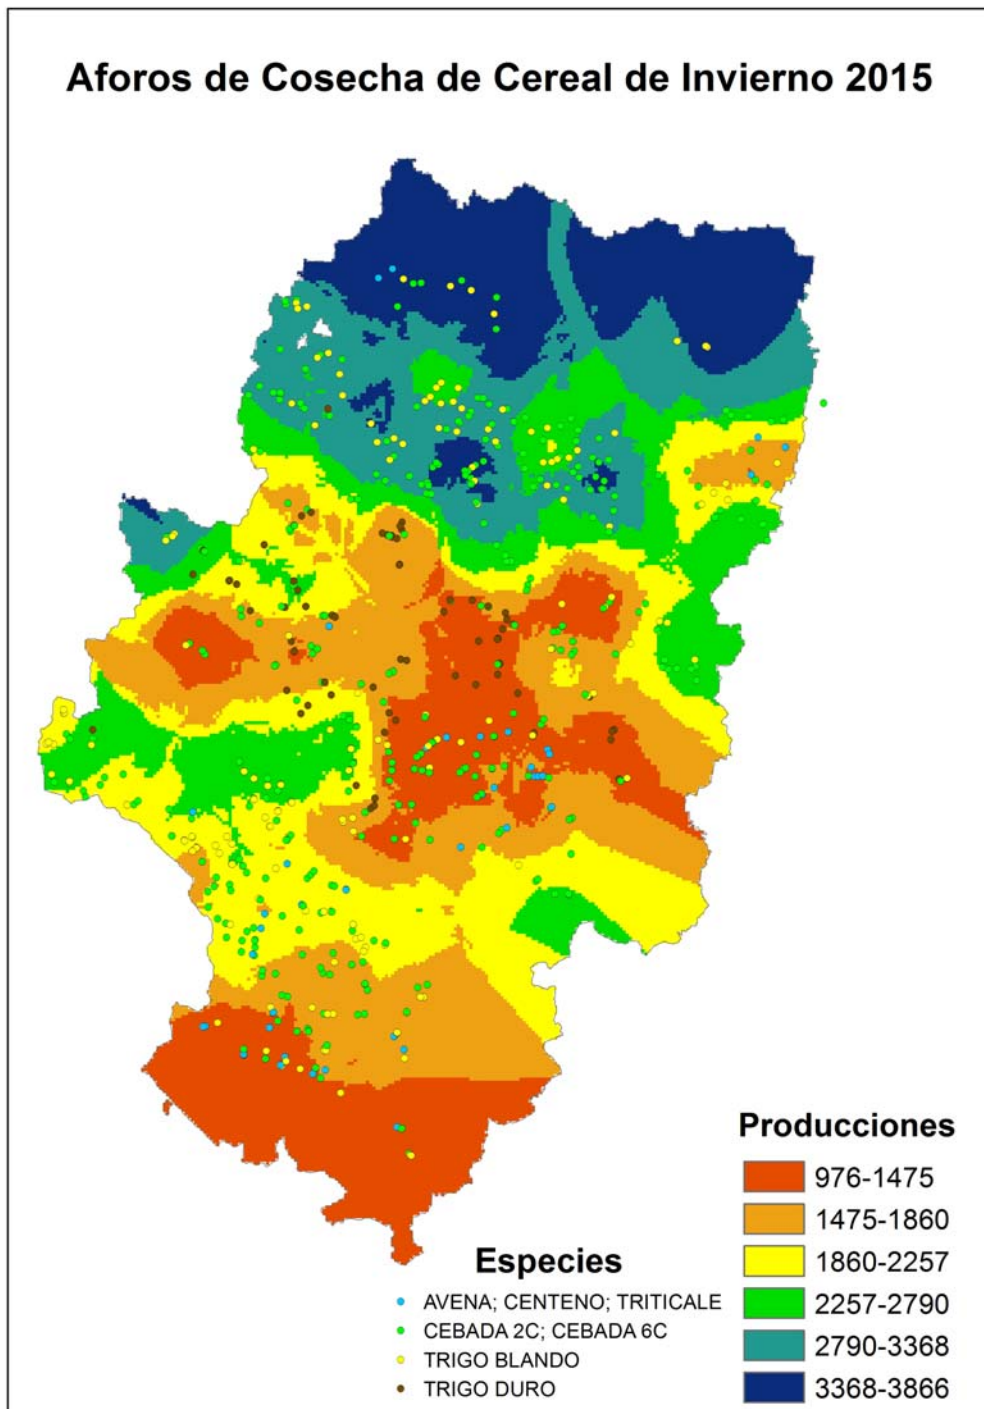 Aforos de Cosecha de Cereal de Invierno 2015
Producciones
976-1475
1475-1860
1860-2257
2257-2790
2790-3368
3368-3866
Especies
AVENA; CENTENO; TRITICALE
CEBADA 2C; CEBADA 6C
TRIGO BLANDO
TRIGO DURO